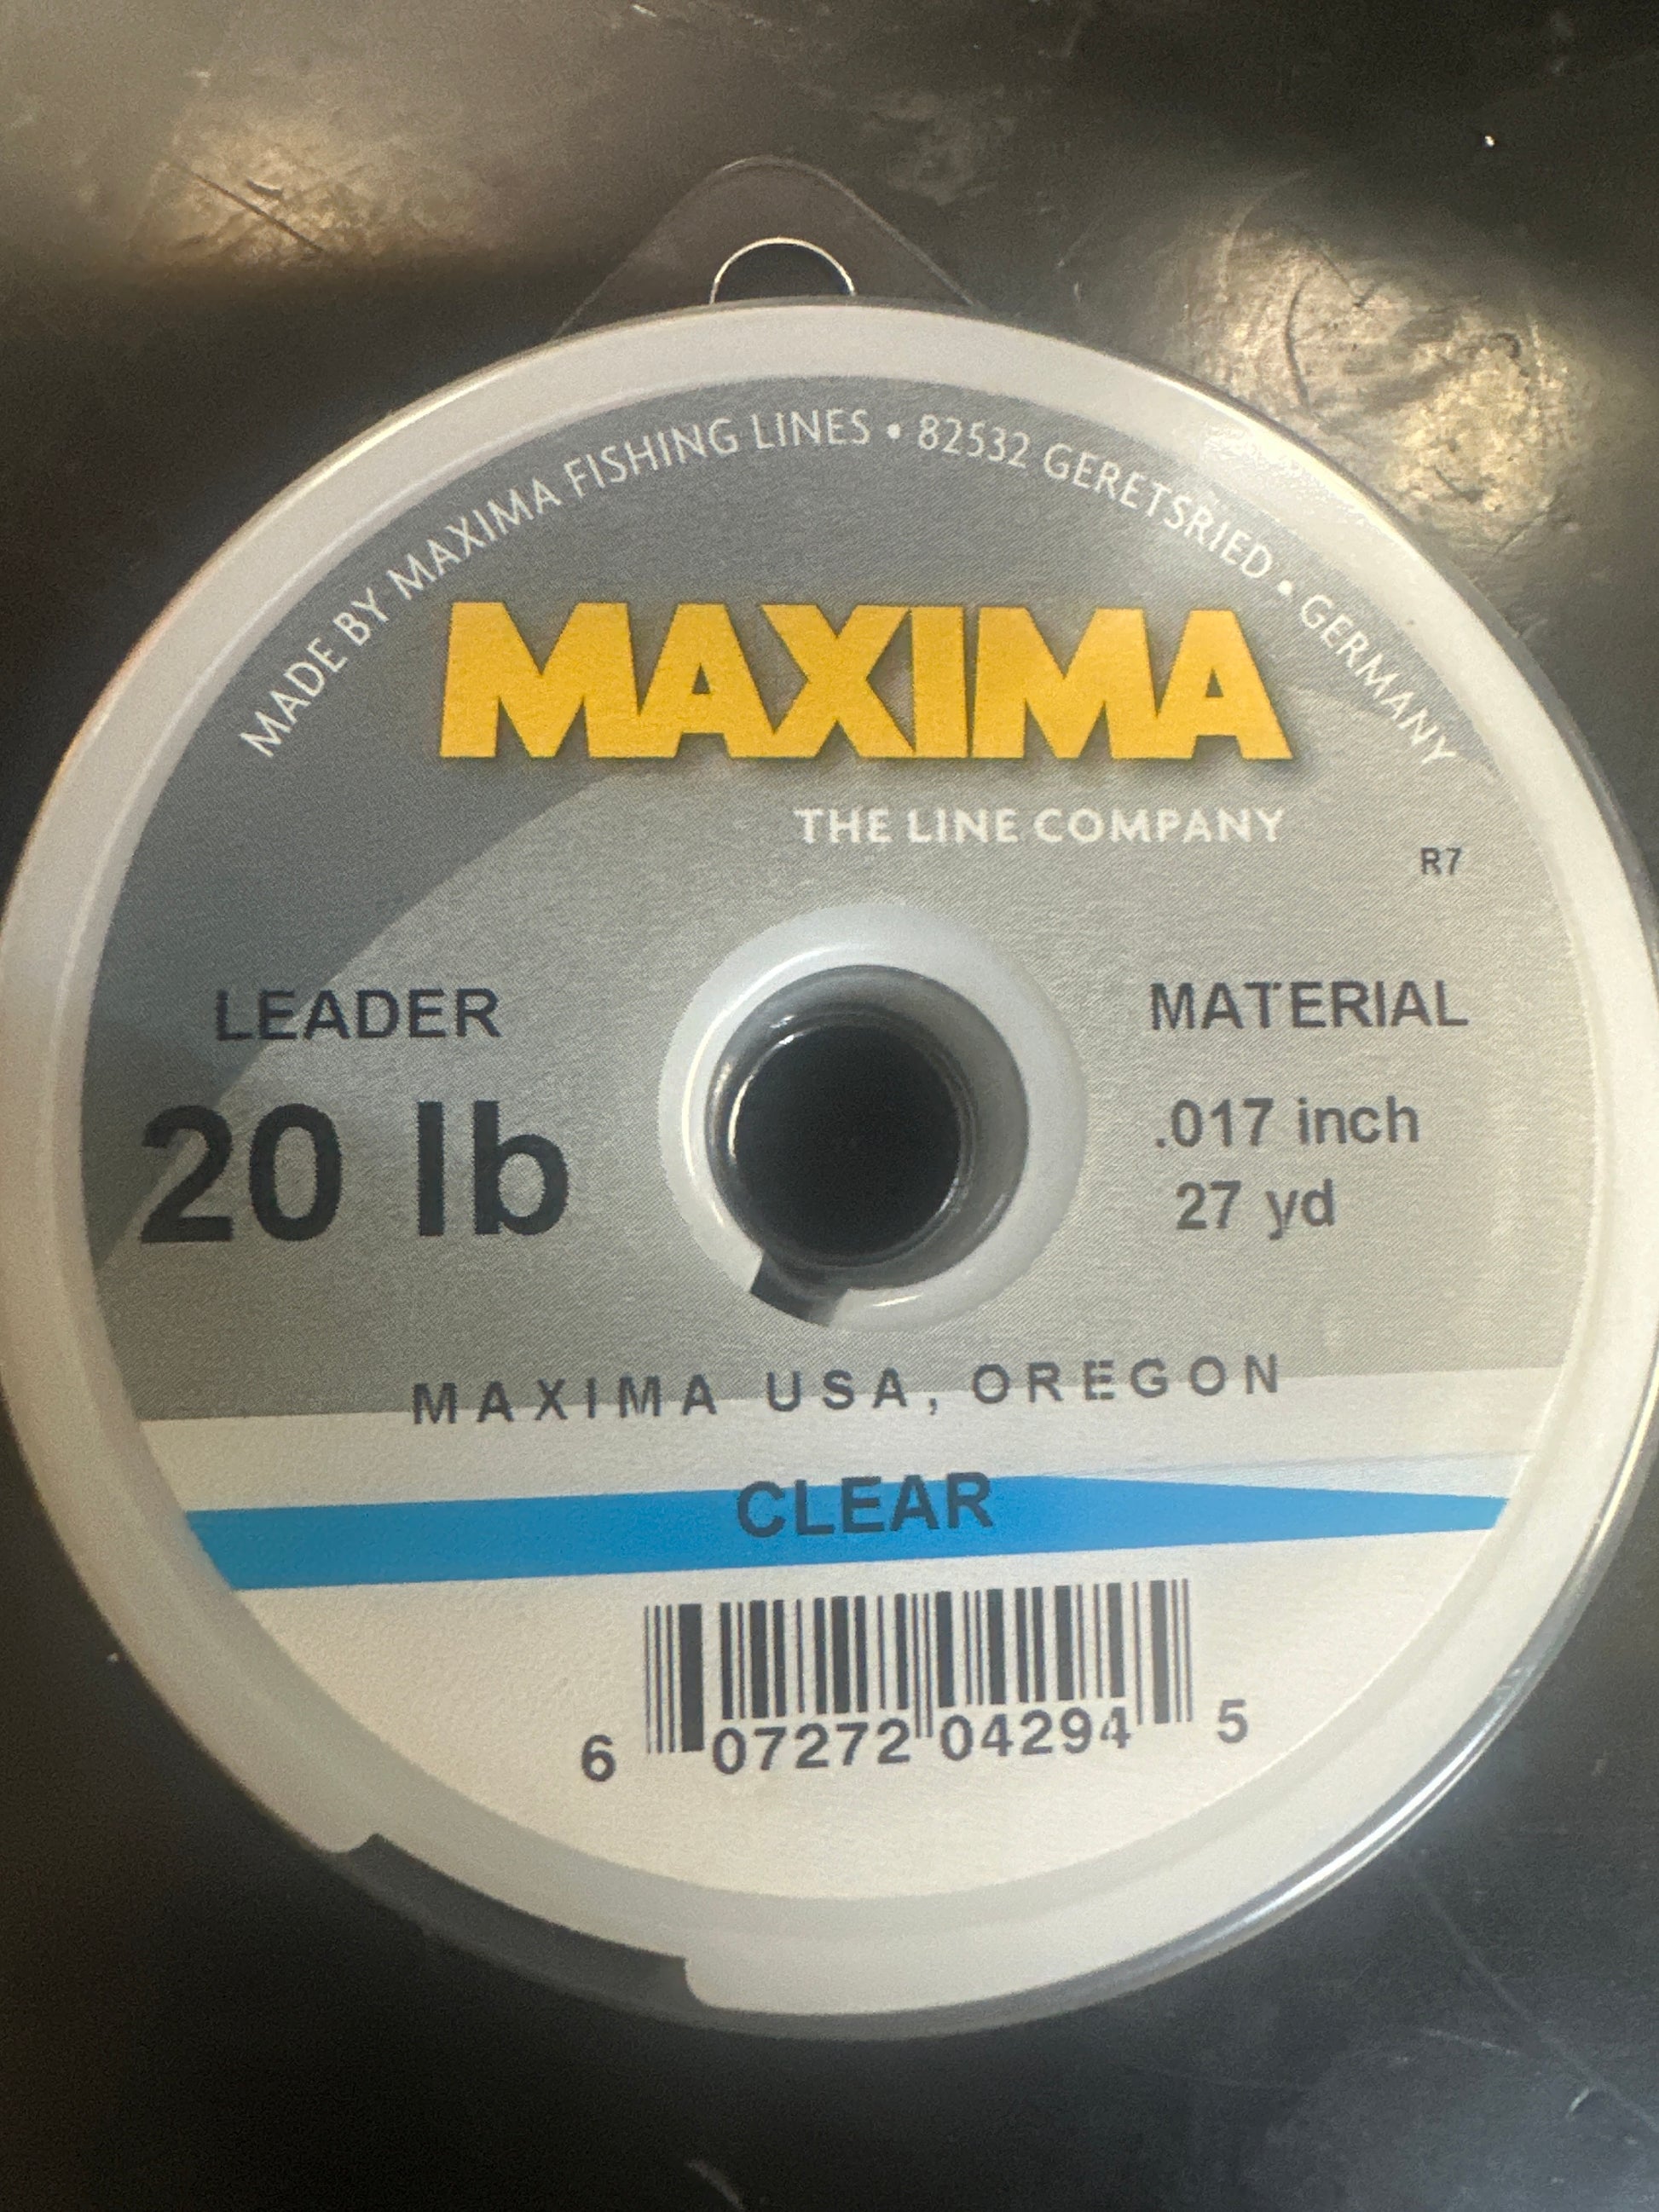 MADE BY MAXIMA FISHING LINES • 82532 GERETSRIED • GERMANY
MAXIMA
THE LINE COMPANY
R7
LEADER
MATERIAL
20 lb
.017 inch
27 yd
MAXIMA USA, OREGON
CLEAR
6 07272 04294 5